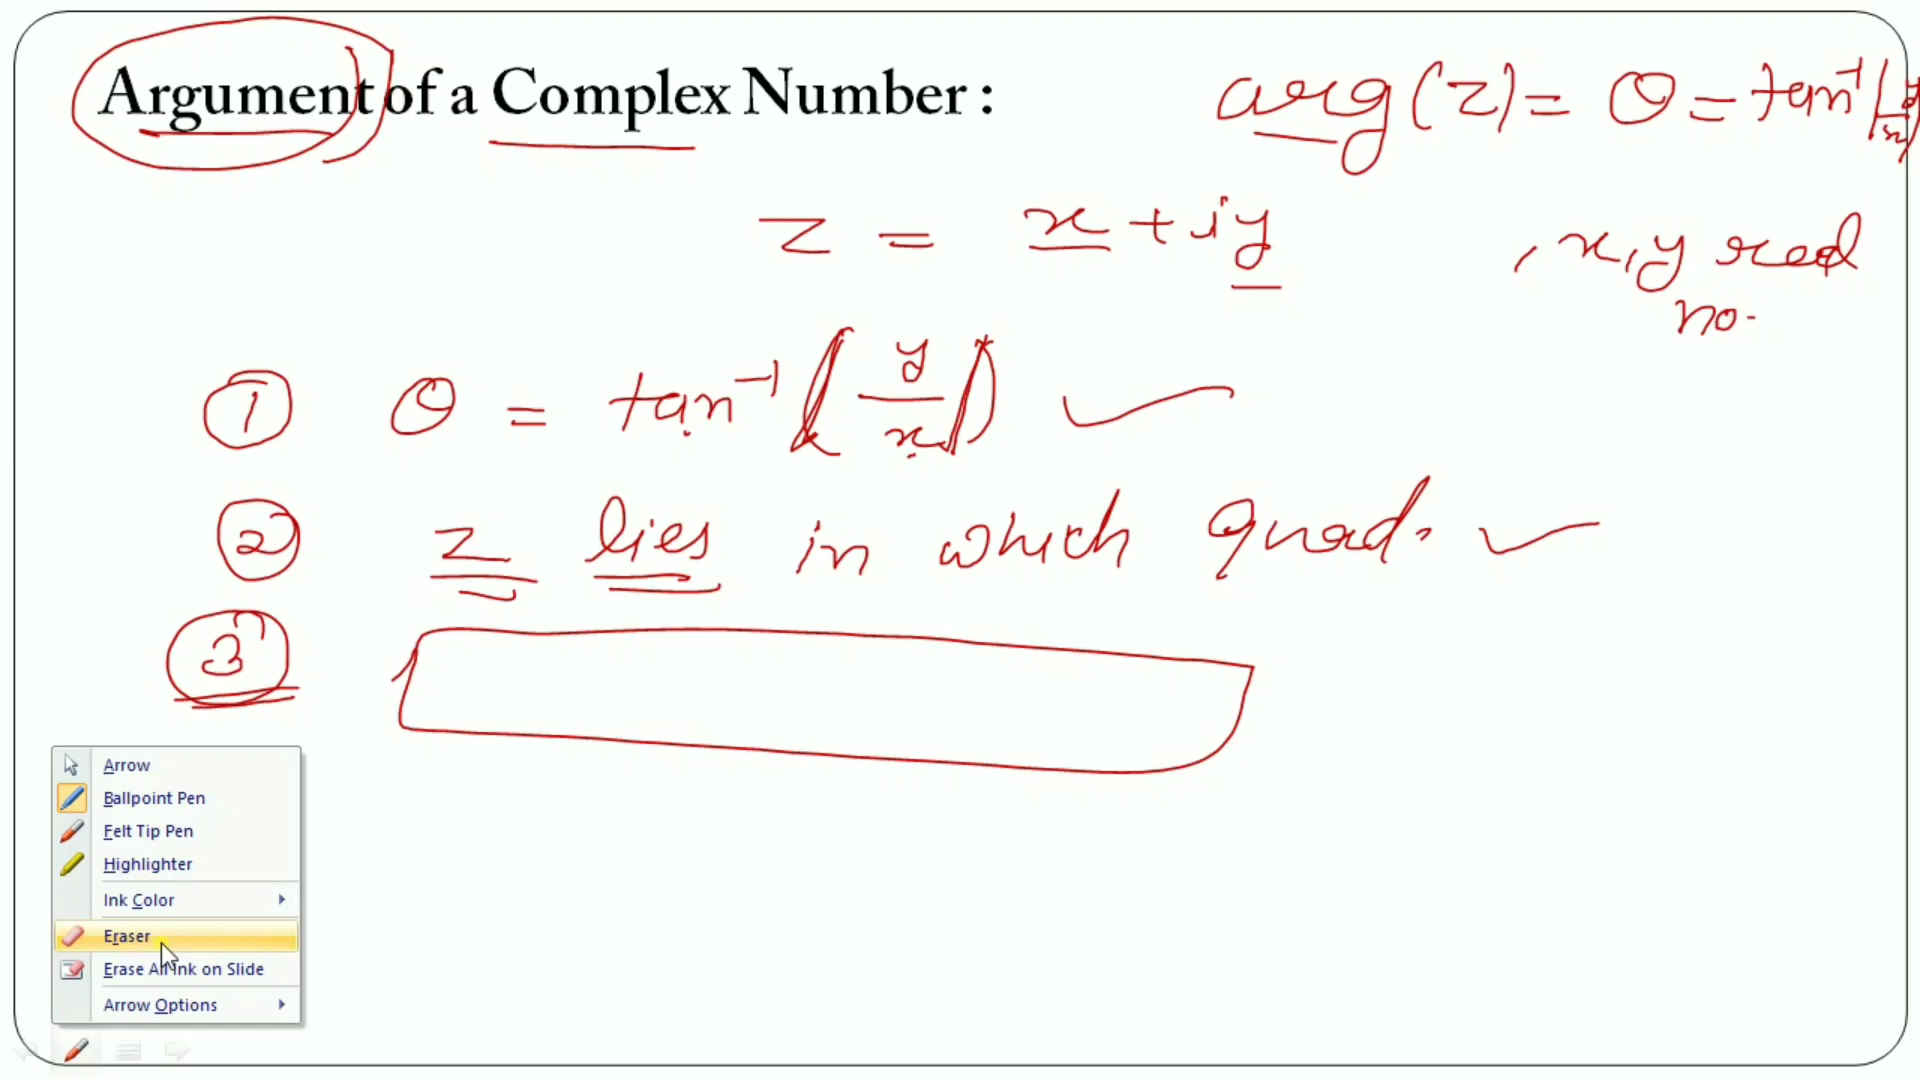 Argument of a Complex Number :
arg(z) = θ = tan⁻¹(y/x)
z = x + iy , x, y real no.
① θ = tan⁻¹(|y/x|)
② z lies in which quad.
③
Arrow
Ballpoint Pen
Felt Tip Pen
Highlighter
Ink Color
Eraser
Erase All Ink on Slide
Arrow Options